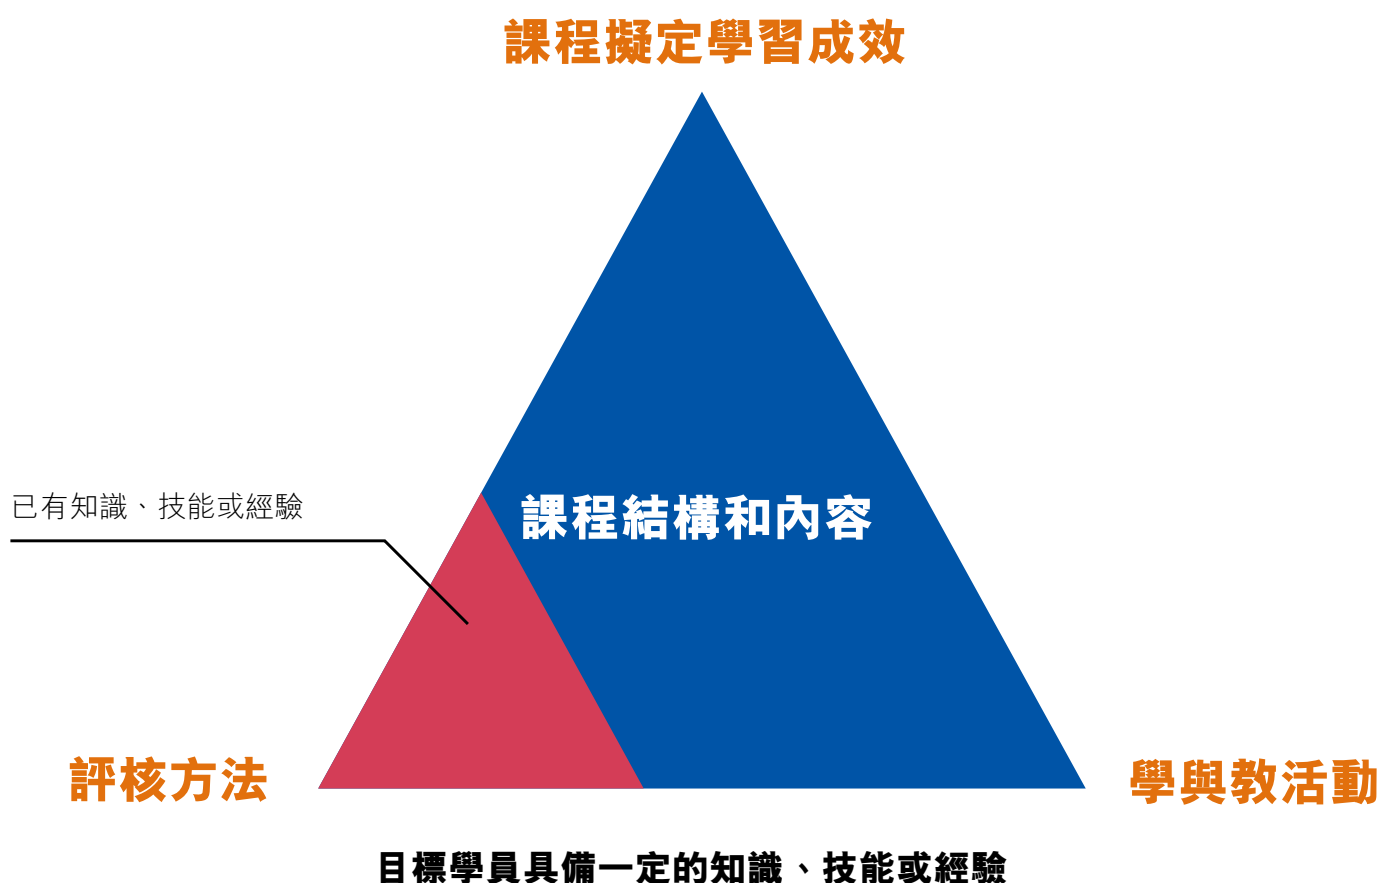 課程擬定學習成效
已有知識、技能或經驗
課程結構和內容
評核方法
學與教活動
目標學員具備一定的知識、技能或經驗